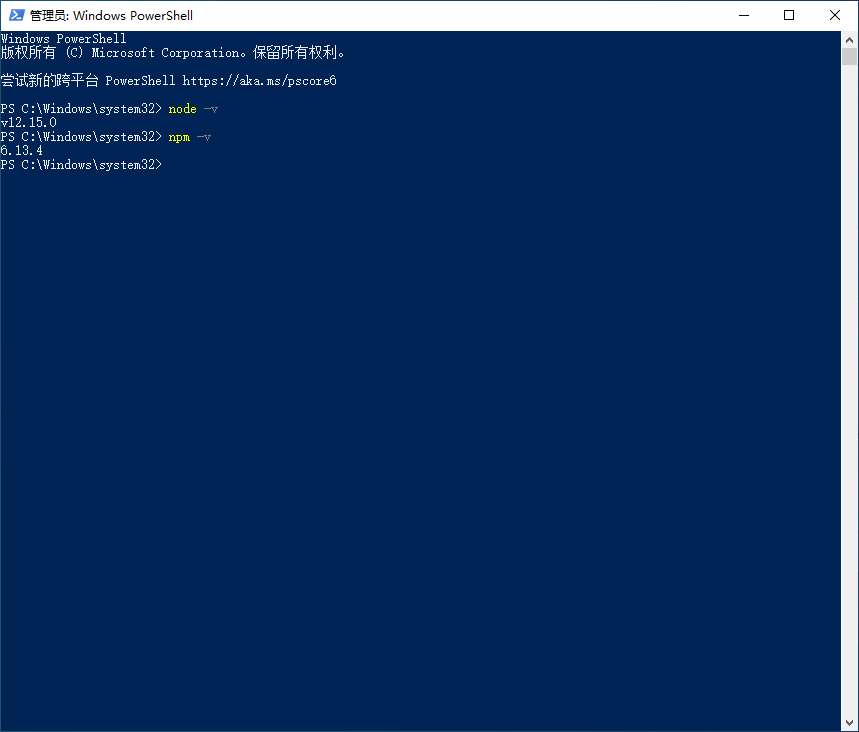 管理员: Windows PowerShell
Windows PowerShell
版权所有 (C) Microsoft Corporation。保留所有权利。
尝试新的跨平台 PowerShell https://aka.ms/pscore6
PS C:\Windows\system32> node -v
v12.15.0
PS C:\Windows\system32> npm -v
6.13.4
PS C:\Windows\system32>